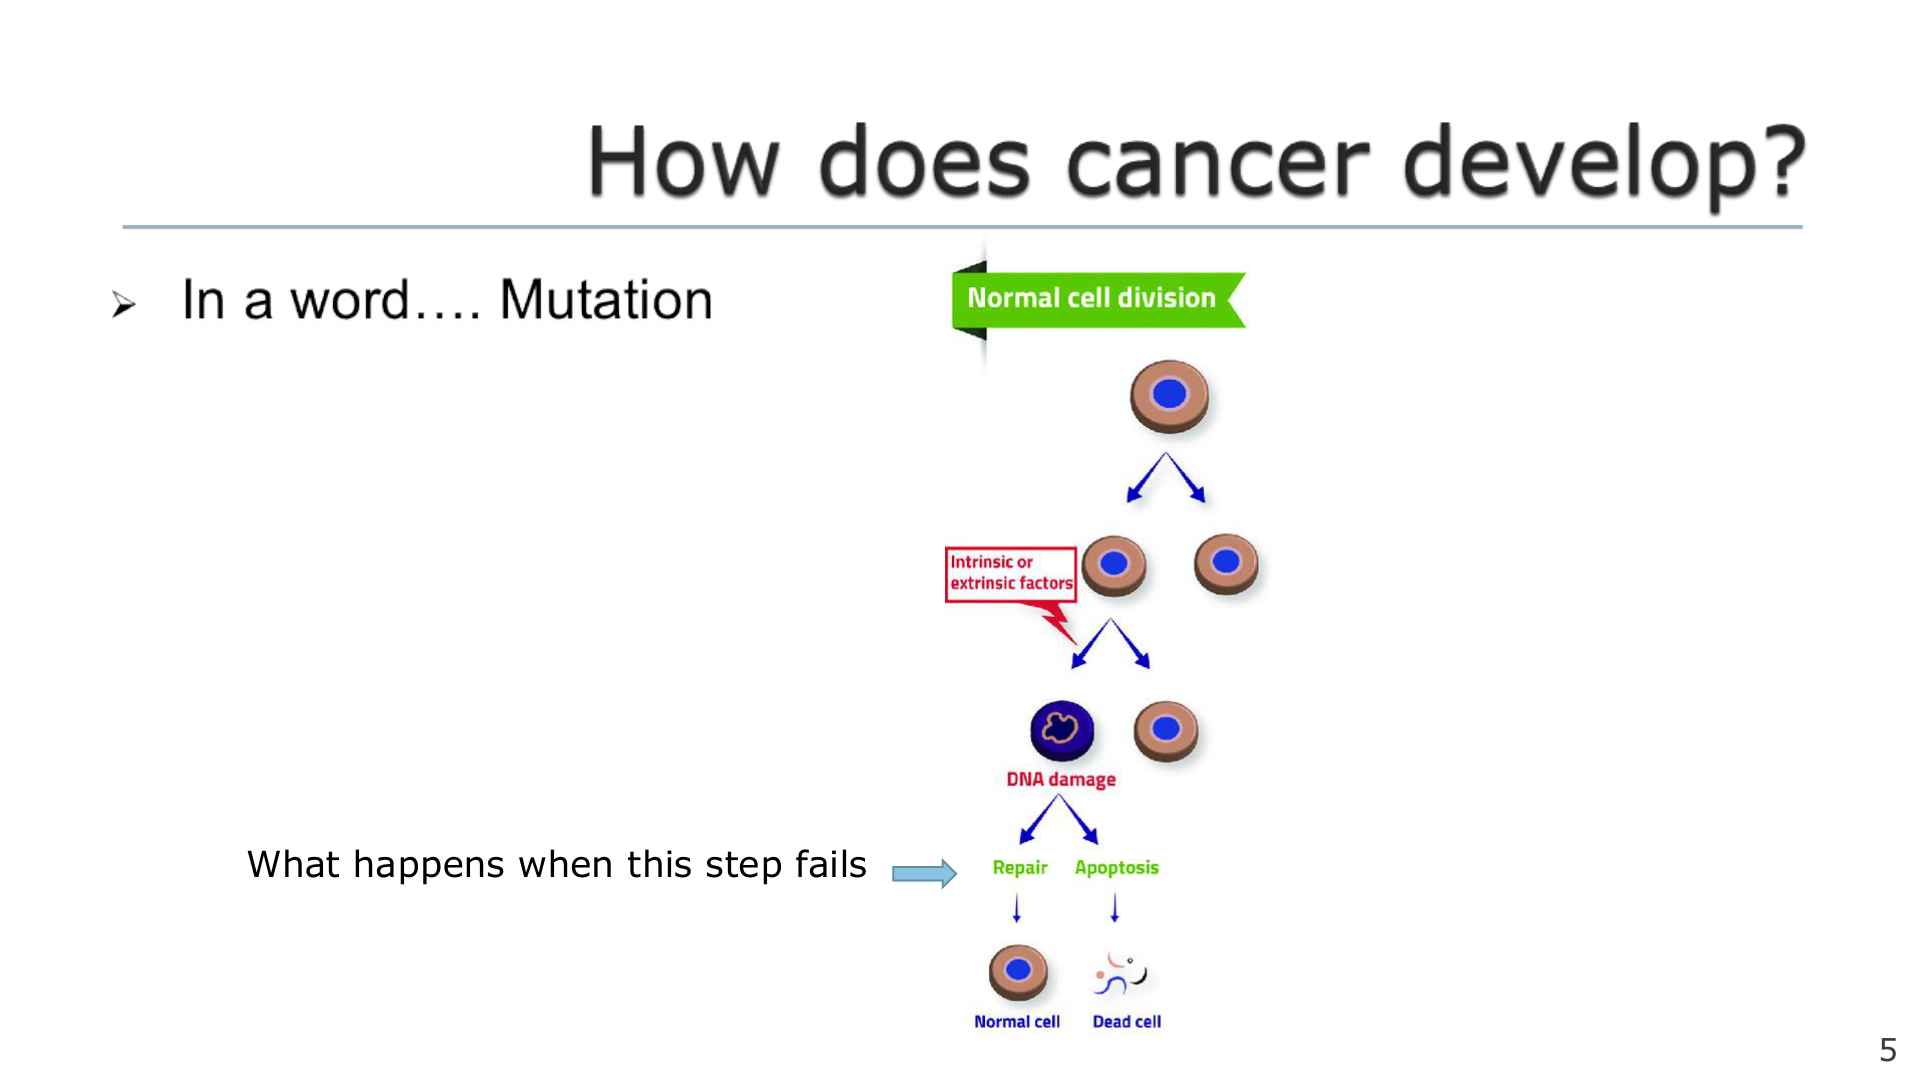 How does cancer develop?
In a word…. Mutation
Normal cell division
Intrinsic or
extrinsic factors
DNA damage
What happens when this step fails
Repair
Apoptosis
Normal cell
Dead cell
5